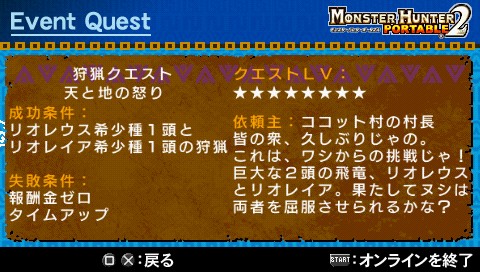 Event Quest
MONSTER HUNTER
PORTABLE 2
狩猟クエスト
天と地の怒り
成功条件：
リオレウス希少種１頭と
リオレイア希少種１頭の狩猟
失敗条件：
報酬金ゼロ
タイムアップ
クエストＬＶ：
★★★★★★★★
依頼主：ココット村の村長
皆の衆、久しぶりじゃの。
これは、ワシからの挑戦じゃ！
巨大な２頭の飛竜、リオレウス
とリオレイア。果たしてヌシは
両者を屈服させられるかな？
□×:戻る
START:オンラインを終了